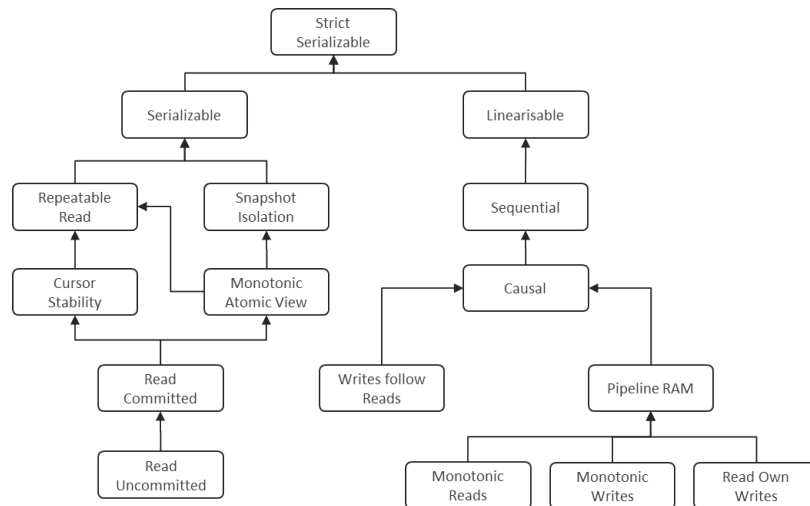 Strict
Serializable
Serializable
Linearisable
Repeatable
Read
Snapshot
Isolation
Sequential
Cursor
Stability
Monotonic
Atomic View
Causal
Read
Committed
Writes follow
Reads
Pipeline RAM
Read
Uncommitted
Monotonic
Reads
Monotonic
Writes
Read Own
Writes